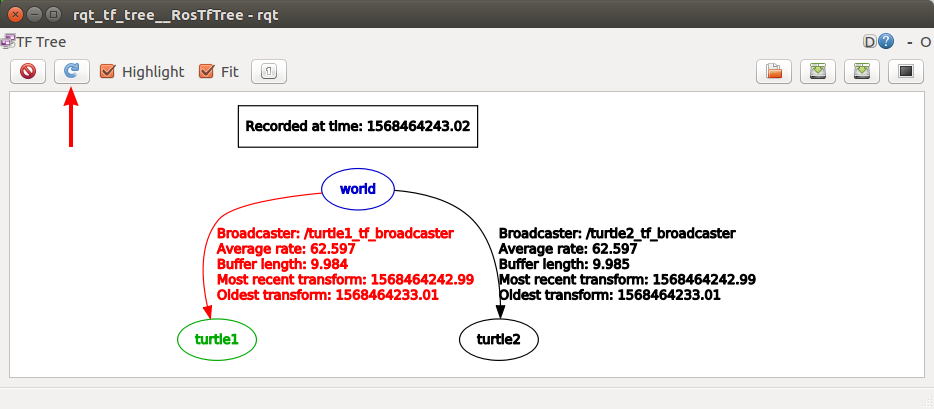 rqt_tf_tree__RosTfTree - rqt
TF Tree
D ? - O
Highlight
Fit
Recorded at time: 1568464243.02
world
Broadcaster: /turtle1_tf_broadcaster
Average rate: 62.597
Buffer length: 9.984
Most recent transform: 1568464242.99
Oldest transform: 1568464233.01
Broadcaster: /turtle2_tf_broadcaster
Average rate: 62.597
Buffer length: 9.985
Most recent transform: 1568464242.99
Oldest transform: 1568464233.01
turtle1
turtle2